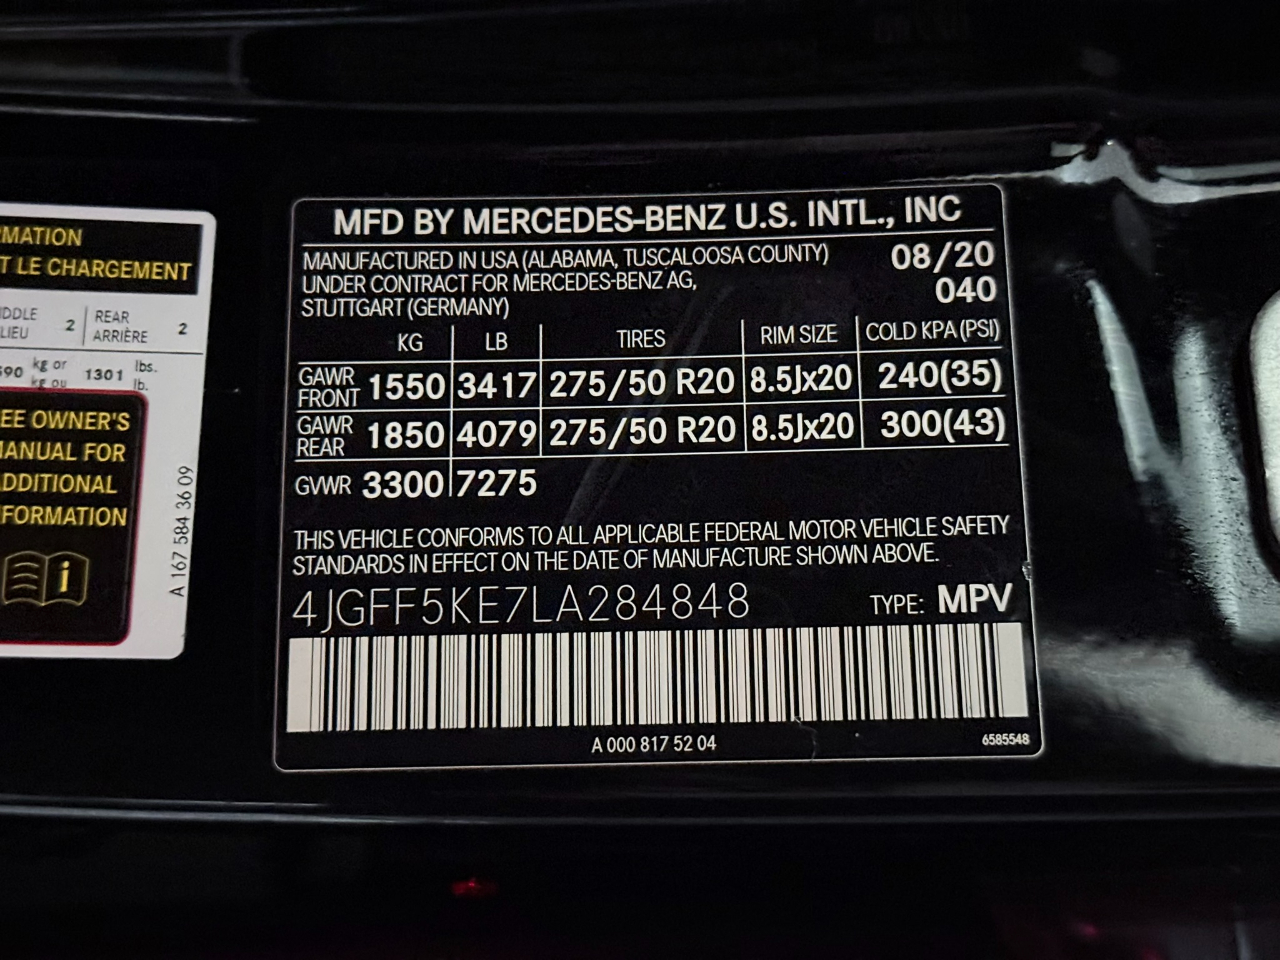 MATION
T LE CHARGEMENT
IDDLE 2 REAR 2
LIEU ARRIÈRE
590 kg or 1301 lbs.
kg ou lb.
EE OWNER'S
MANUAL FOR
ADDITIONAL
FORMATION
i
A 167 584 36 09
MFD BY MERCEDES-BENZ U.S. INTL., INC
MANUFACTURED IN USA (ALABAMA, TUSCALOOSA COUNTY) 08/20
UNDER CONTRACT FOR MERCEDES-BENZ AG, 040
STUTTGART (GERMANY)
KG LB TIRES RIM SIZE COLD KPA (PSI)
GAWR FRONT 1550 3417 275/50 R20 8.5Jx20 240(35)
GAWR REAR 1850 4079 275/50 R20 8.5Jx20 300(43)
GVWR 3300 7275
THIS VEHICLE CONFORMS TO ALL APPLICABLE FEDERAL MOTOR VEHICLE SAFETY
STANDARDS IN EFFECT ON THE DATE OF MANUFACTURE SHOWN ABOVE.
4JGFF5KE7LA284848 TYPE: MPV
A 000 817 52 04 6585548